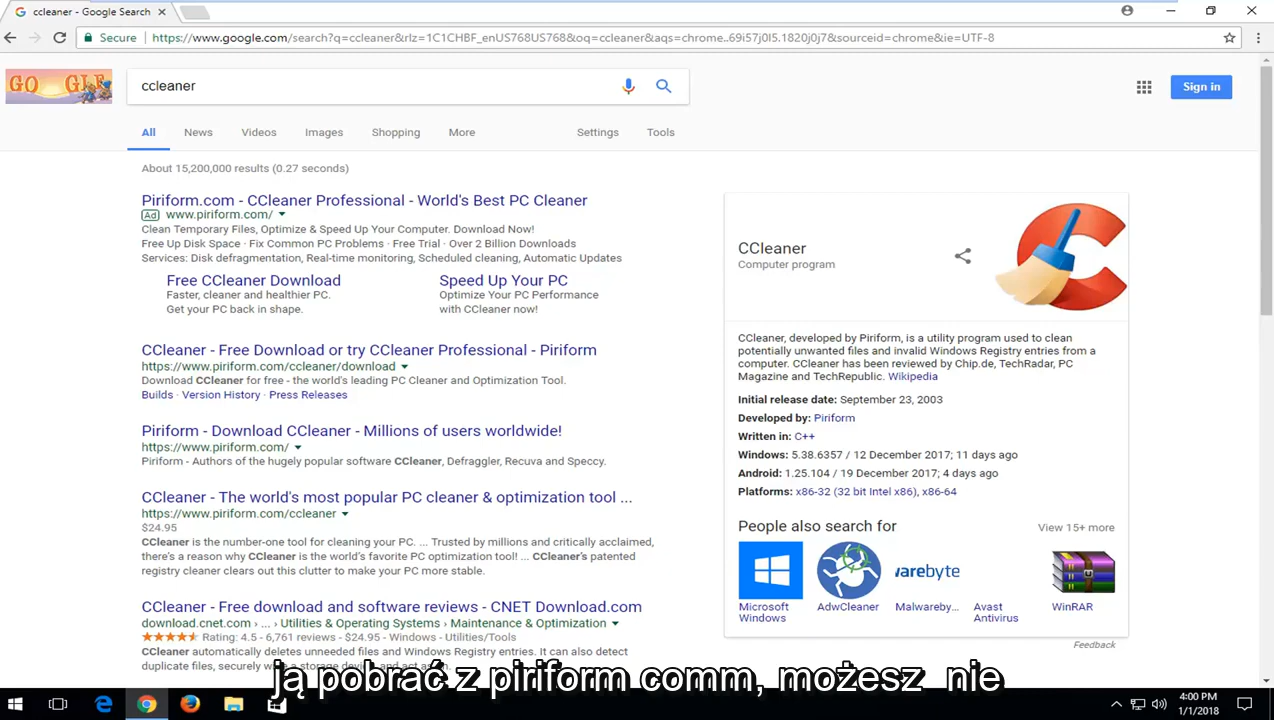 ccleaner - Google Search
Secure https://www.google.com/search?q=ccleaner&rlz=1C1CHBF_enUS768US768&oq=ccleaner&aqs=chrome..69i57j0l5.1820j0j7&sourceid=chrome&ie=UTF-8
ccleaner
Sign in
All News Videos Images Shopping More Settings Tools
About 15,200,000 results (0.27 seconds)
Piriform.com - CCleaner Professional - World's Best PC Cleaner
Ad www.piriform.com/
Clean Temporary Files, Optimize & Speed Up Your Computer. Download Now!
Free Up Disk Space · Fix Common PC Problems · Free Trial · Over 2 Billion Downloads
Services: Disk defragmentation, Real-time monitoring, Scheduled cleaning, Automatic Updates
Free CCleaner Download
Faster, cleaner and healthier PC.
Get your PC back in shape.
Speed Up Your PC
Optimize Your PC Performance
with CCleaner now!
CCleaner - Free Download or try CCleaner Professional - Piriform
https://www.piriform.com/ccleaner/download
Download CCleaner for free - the world's leading PC Cleaner and Optimization Tool.
Builds · Version History · Press Releases
Piriform - Download CCleaner - Millions of users worldwide!
https://www.piriform.com/
Piriform - Authors of the hugely popular software CCleaner, Defraggler, Recuva and Speccy.
CCleaner - The world's most popular PC cleaner & optimization tool ...
https://www.piriform.com/ccleaner
$24.95
CCleaner is the number-one tool for cleaning your PC. ... Trusted by millions and critically acclaimed,
there's a reason why CCleaner is the world's favorite PC optimization tool! ... CCleaner's patented
registry cleaner clears out this clutter to make your PC more stable.
CCleaner - Free download and software reviews - CNET Download.com
download.cnet.com › ... › Utilities & Operating Systems › Maintenance & Optimization
Rating: 4.5 - 6,761 reviews - $24.95 - Windows - Utilities/Tools
CCleaner automatically deletes unneeded files and Windows Registry entries. It can also detect
duplicate files, securely
CCleaner
Computer program
CCleaner, developed by Piriform, is a utility program used to clean
potentially unwanted files and invalid Windows Registry entries from a
computer. CCleaner has been reviewed by Chip.de, TechRadar, PC
Magazine and TechRepublic. Wikipedia
Initial release date: September 23, 2003
Developed by: Piriform
Written in: C++
Windows: 5.38.6357 / 12 December 2017; 11 days ago
Android: 1.25.104 / 19 December 2017; 4 days ago
Platforms: x86-32 (32 bit Intel x86), x86-64
People also search for View 15+ more
arebyte
Microsoft Windows
AdwCleaner
Malwareby...
Avast Antivirus
WinRAR
Feedback
ją pobrać z piriform comm, możesz nie
4:00 PM
1/1/2018